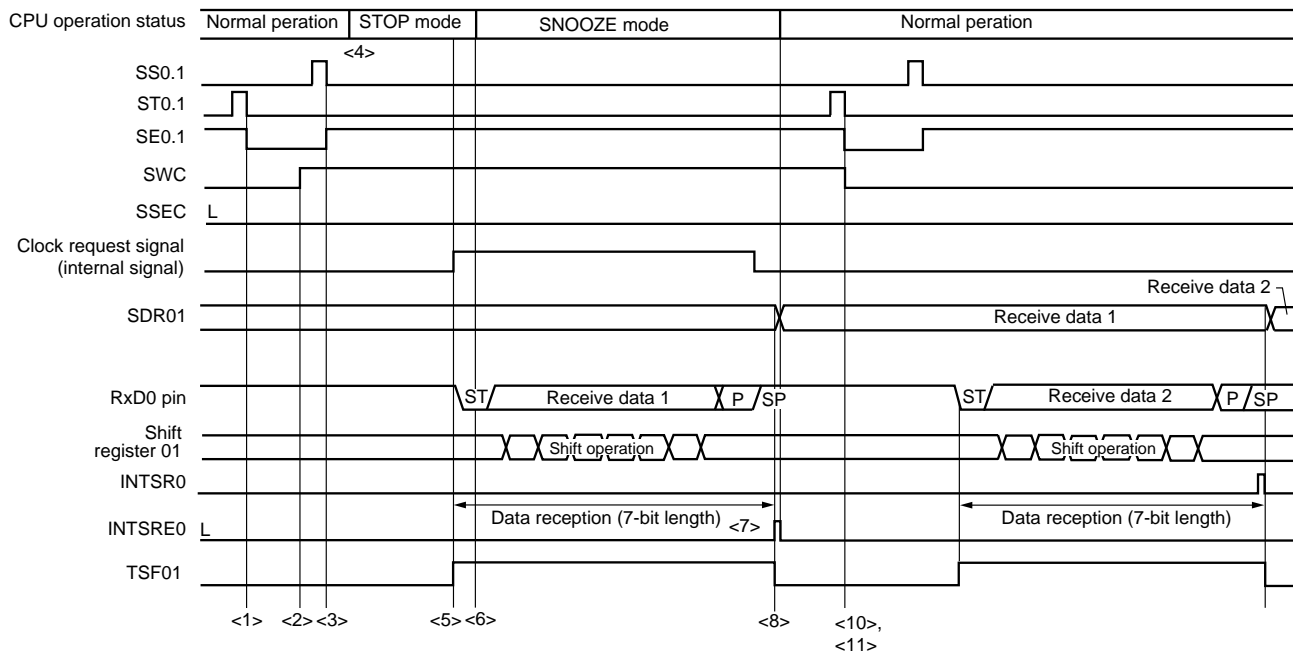 CPU operation status
Normal peration
STOP mode
SNOOZE mode
Normal peration
<4>
SS0.1
ST0.1
SE0.1
SWC
SSEC
L
Clock request signal
(internal signal)
Receive data 2
SDR01
Receive data 1
RxD0 pin
ST
Receive data 1
P
SP
ST
Receive data 2
P
SP
Shift
register 01
Shift operation
Shift operation
INTSR0
Data reception (7-bit length)
<7>
Data reception (7-bit length)
INTSRE0
L
TSF01
<1>
<2>
<3>
<5>
<6>
<8>
<10>,
<11>